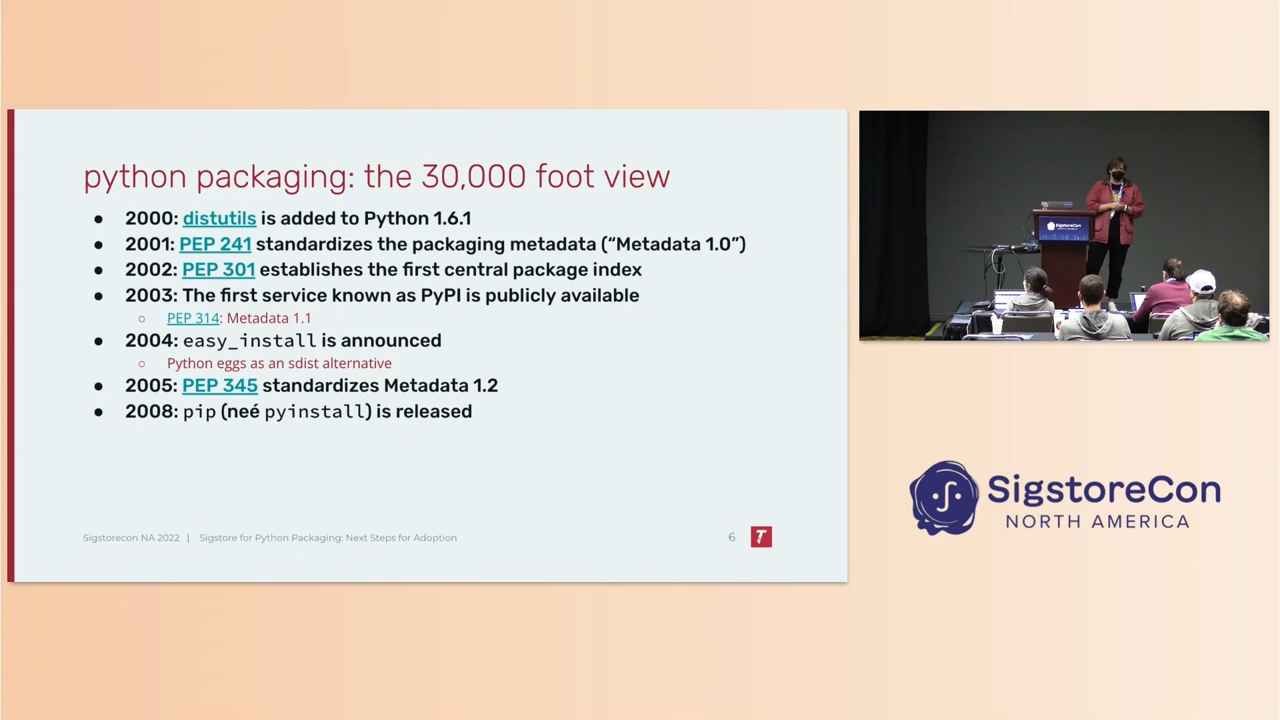 python packaging: the 30,000 foot view
● 2000: distutils is added to Python 1.6.1
● 2001: PEP 241 standardizes the packaging metadata (“Metadata 1.0”)
● 2002: PEP 301 establishes the first central package index
● 2003: The first service known as PyPI is publicly available
○ PEP 314: Metadata 1.1
● 2004: easy_install is announced
○ Python eggs as an sdist alternative
● 2005: PEP 345 standardizes Metadata 1.2
● 2008: pip (neé pyinstall) is released
Sigstorecon NA 2022 | Sigstore for Python Packaging: Next Steps for Adoption
6
SigstoreCon
SigstoreCon
NORTH AMERICA